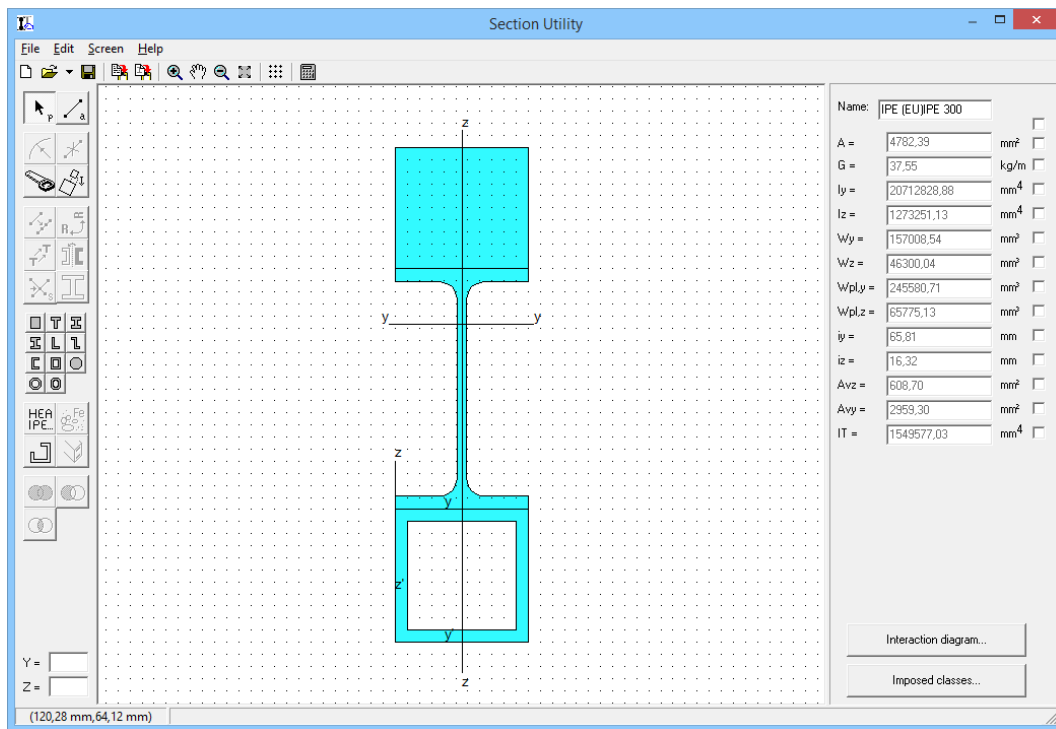 Section Utility
File Edit Screen Help
p a
R R
T T
s
HEA IPE... Fe
Y =
Z =
(120,28 mm,64,12 mm)
z
y y
z
y
z'
y'
z
Name: IPE (EU)IPE 300
A = 4782,39 mm²
G = 37,55 kg/m
Iy = 20712828,88 mm4
Iz = 1273251,13 mm4
Wy = 157008,54 mm³
Wz = 46300,04 mm³
Wpl,y = 245580,71 mm³
Wpl,z = 65775,13 mm³
iy = 65,81 mm
iz = 16,32 mm
Avz = 608,70 mm²
Avy = 2959,30 mm²
IT = 1549577,03 mm4
Interaction diagram...
Imposed classes...